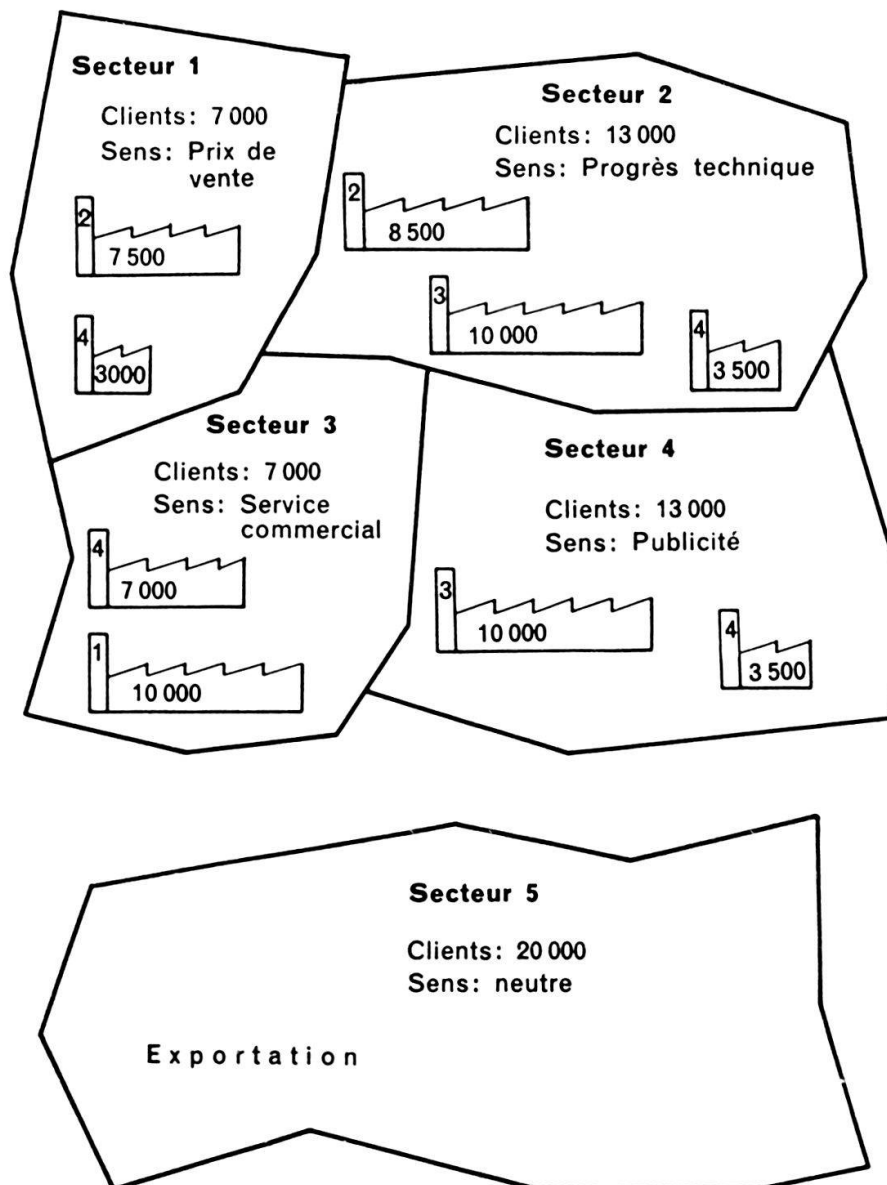 Secteur 1
Clients: 7 000
Sens: Prix de
vente
2
7 500
4
3000
Secteur 2
Clients: 13 000
Sens: Progrès technique
2
8 500
3
10 000
4
3 500
Secteur 3
Clients: 7 000
Sens: Service
commercial
4
7 000
1
10 000
Secteur 4
Clients: 13 000
Sens: Publicité
3
10 000
4
3 500
Secteur 5
Clients: 20 000
Sens: neutre
Exportation